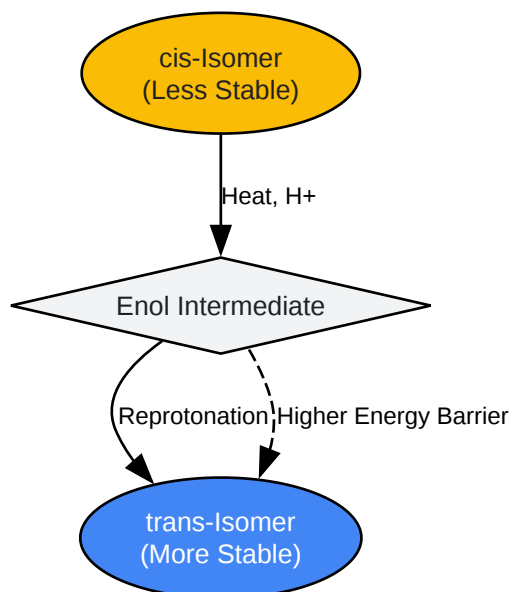 cis-Isomer
(Less Stable)
Heat, H+
Enol Intermediate
Reprotonation
Higher Energy Barrier
trans-Isomer
(More Stable)